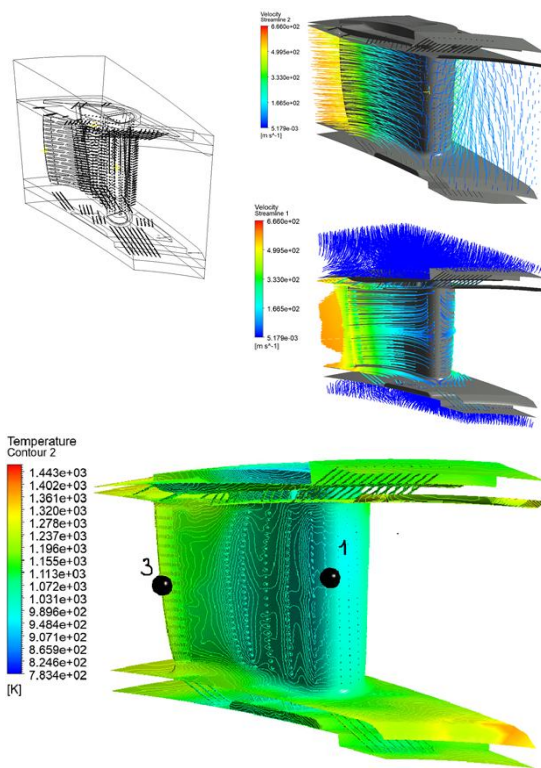 Velocity
Streamline 2
6.660e+02
4.995e+02
3.330e+02
1.665e+02
5.179e-03
[m s^-1]
Velocity
Streamline 1
6.660e+02
4.995e+02
3.330e+02
1.665e+02
5.179e-03
[m s^-1]
Temperature
Contour 2
1.443e+03
1.402e+03
1.361e+03
1.320e+03
1.278e+03
1.237e+03
1.196e+03
1.155e+03
1.113e+03
1.072e+03
1.031e+03
9.896e+02
9.484e+02
9.071e+02
8.659e+02
8.246e+02
7.834e+02
[K]
3
1